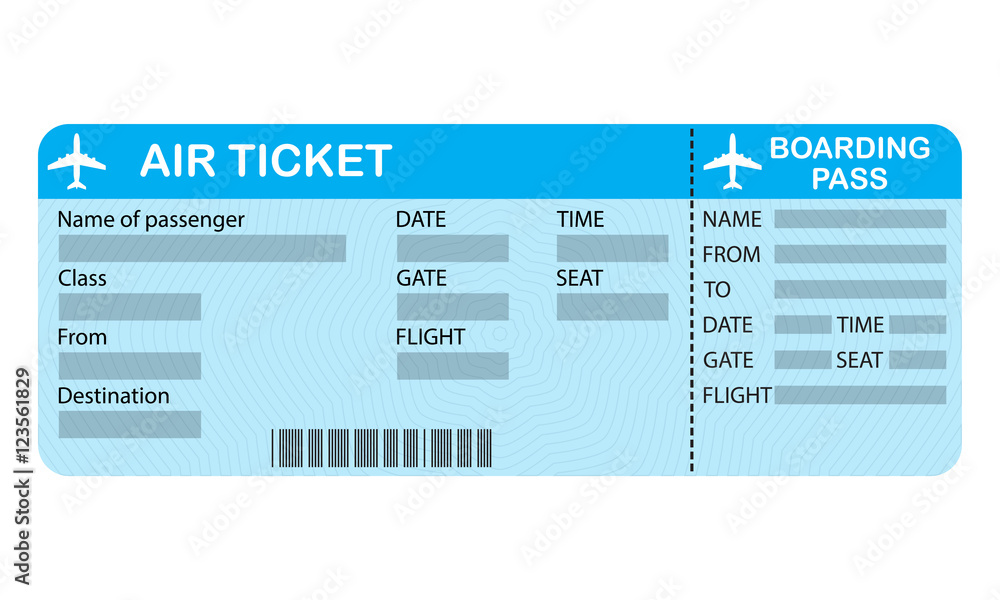 AIR TICKET
Name of passenger
DATE
TIME
Class
GATE
SEAT
From
FLIGHT
Destination
BOARDING
PASS
NAME
FROM
TO
DATE TIME
GATE SEAT
FLIGHT
Adobe Stock | #123561829